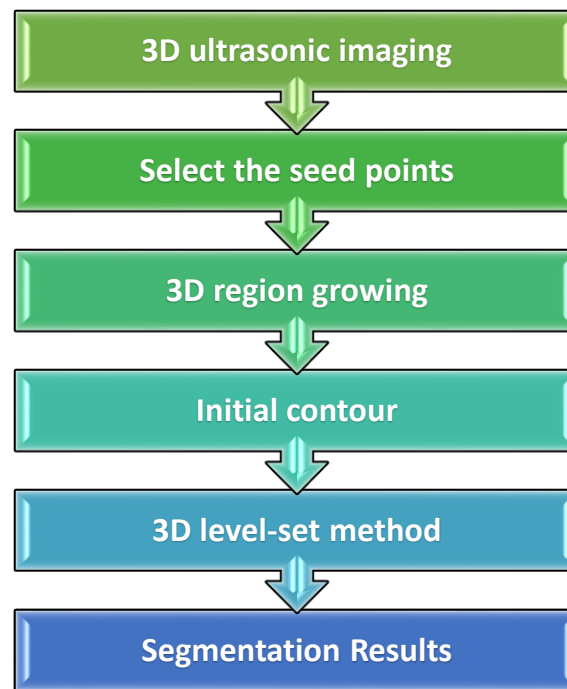 3D ultrasonic imaging
Select the seed points
3D region growing
Initial contour
3D level-set method
Segmentation Results